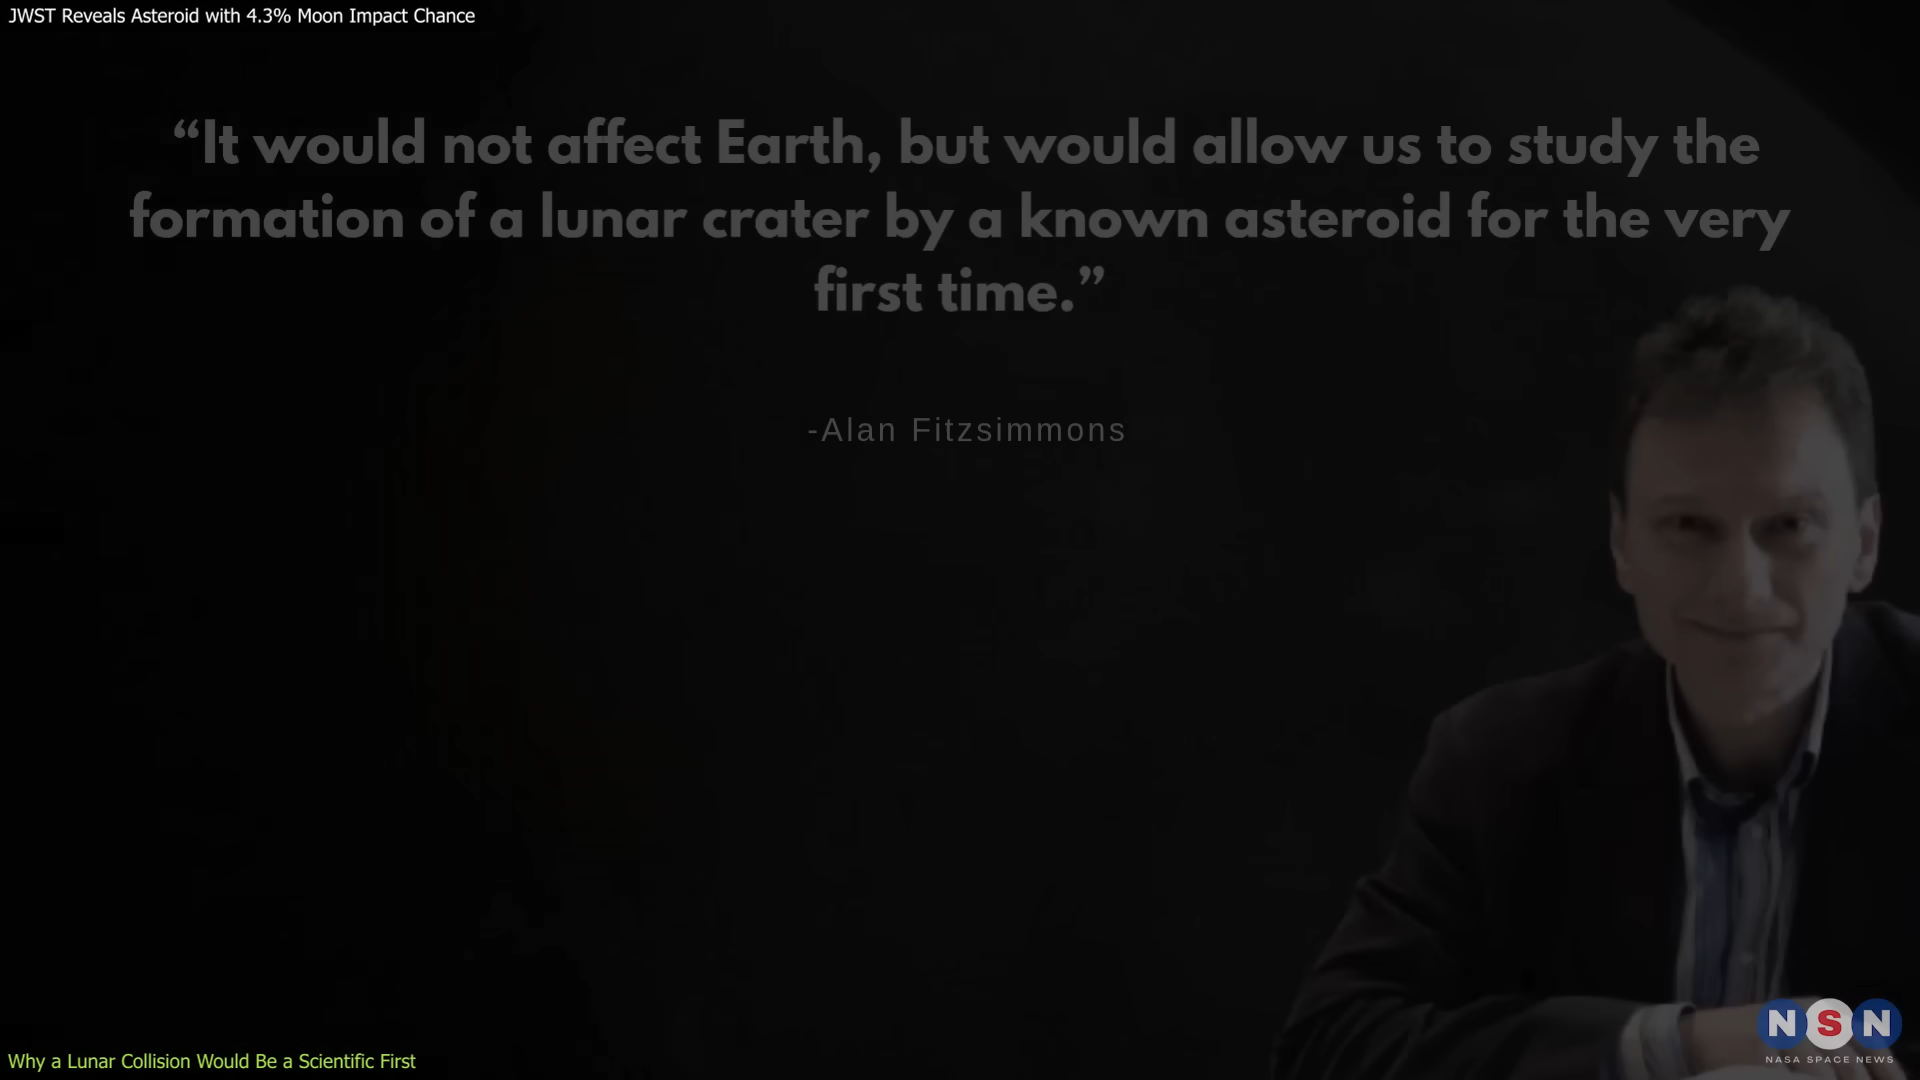 JWST Reveals Asteroid with 4.3% Moon Impact Chance
“It would not affect Earth, but would allow us to study the
formation of a lunar crater by a known asteroid for the very
first time.”
-Alan Fitzsimmons
NSN
NASA SPACE NEWS
Why a Lunar Collision Would Be a Scientific First